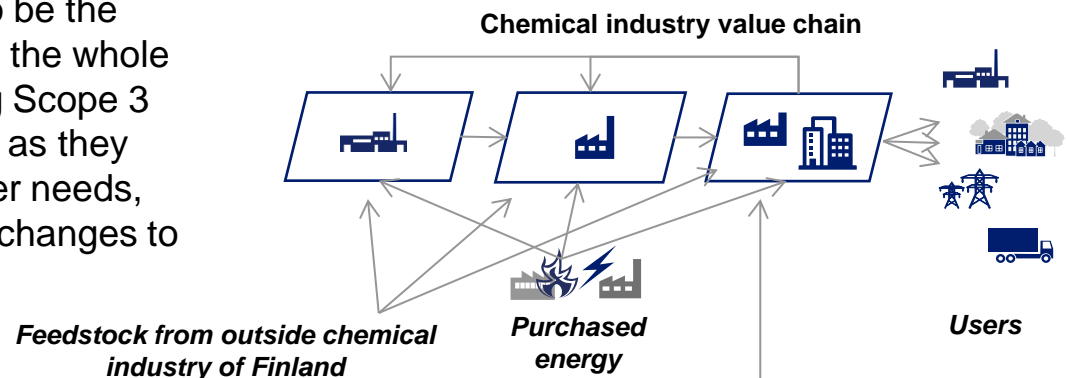 o be the
the whole
g Scope 3
as they
er needs,
changes to
Chemical industry value chain
Feedstock from outside chemical
industry of Finland
Purchased
energy
Users